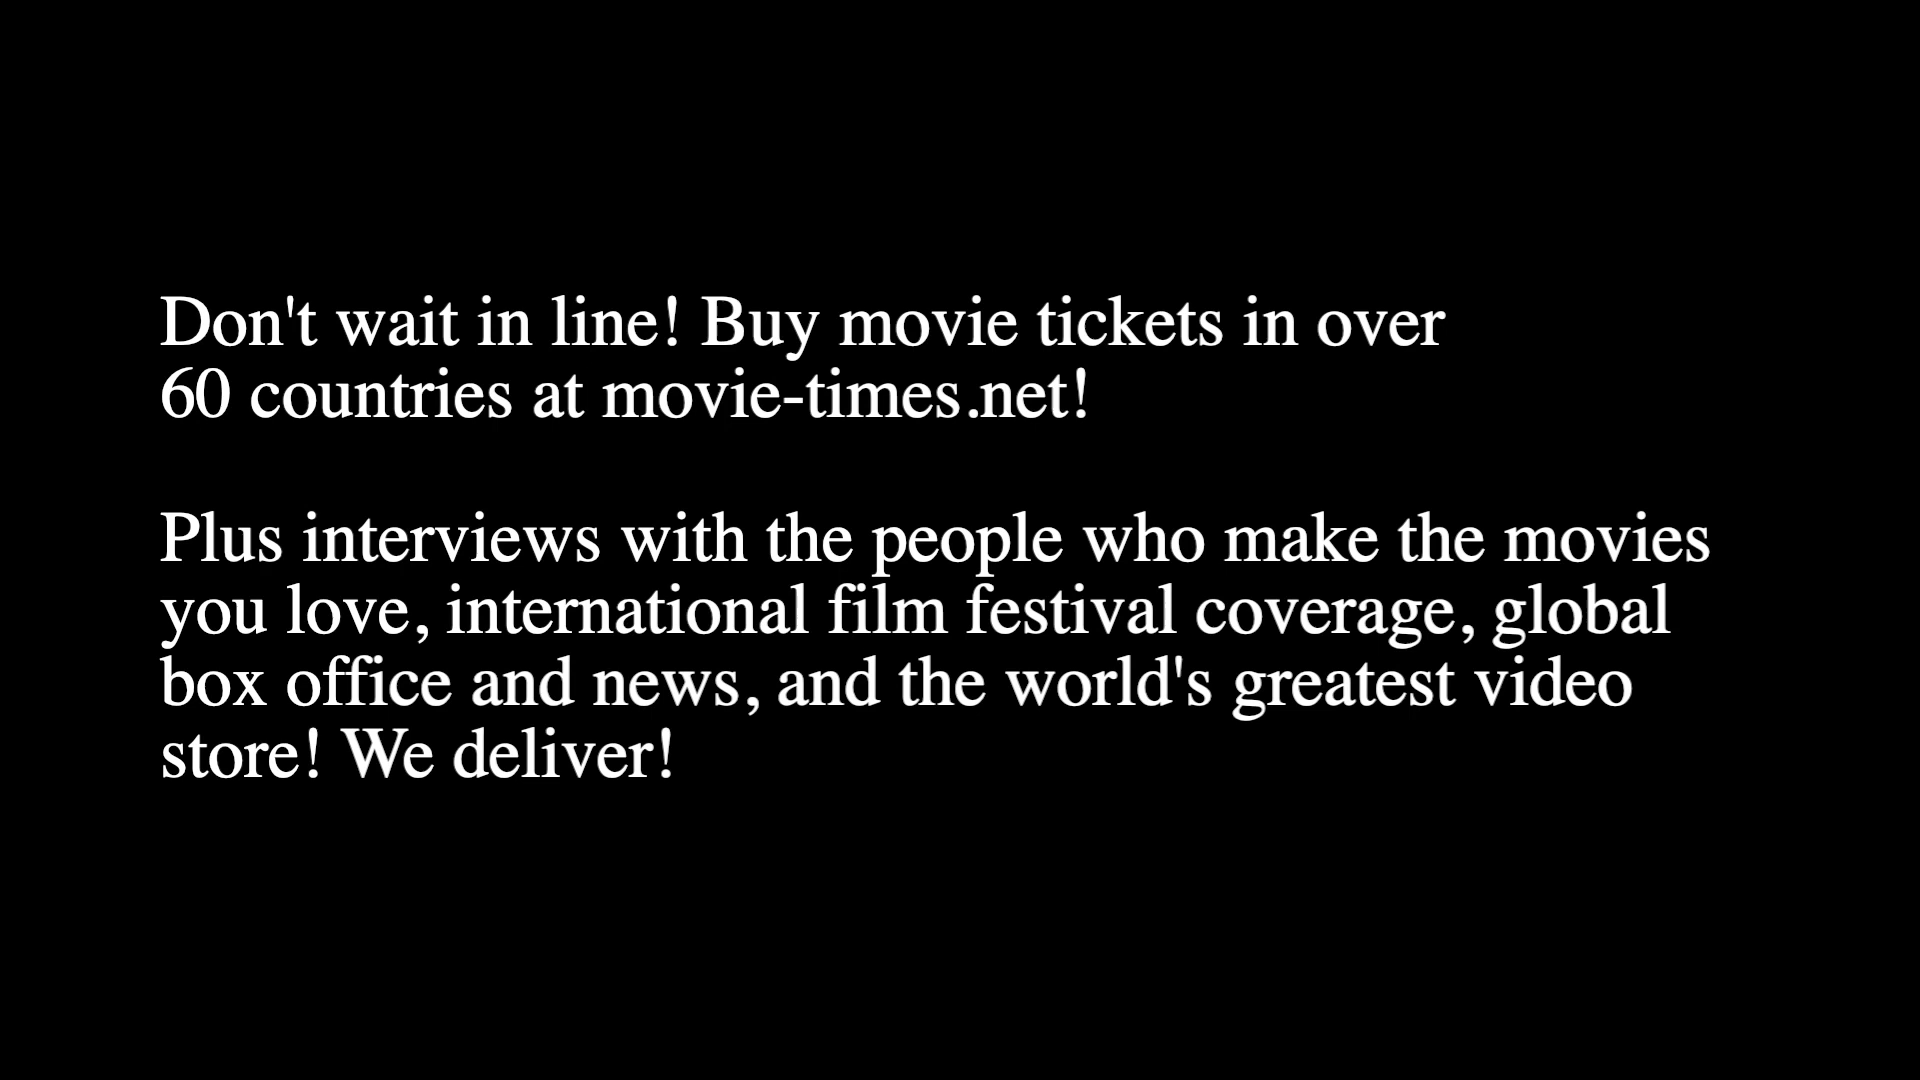 Don't wait in line! Buy movie tickets in over
60 countries at movie-times.net!
Plus interviews with the people who make the movies
you love, international film festival coverage, global
box office and news, and the world's greatest video
store! We deliver!